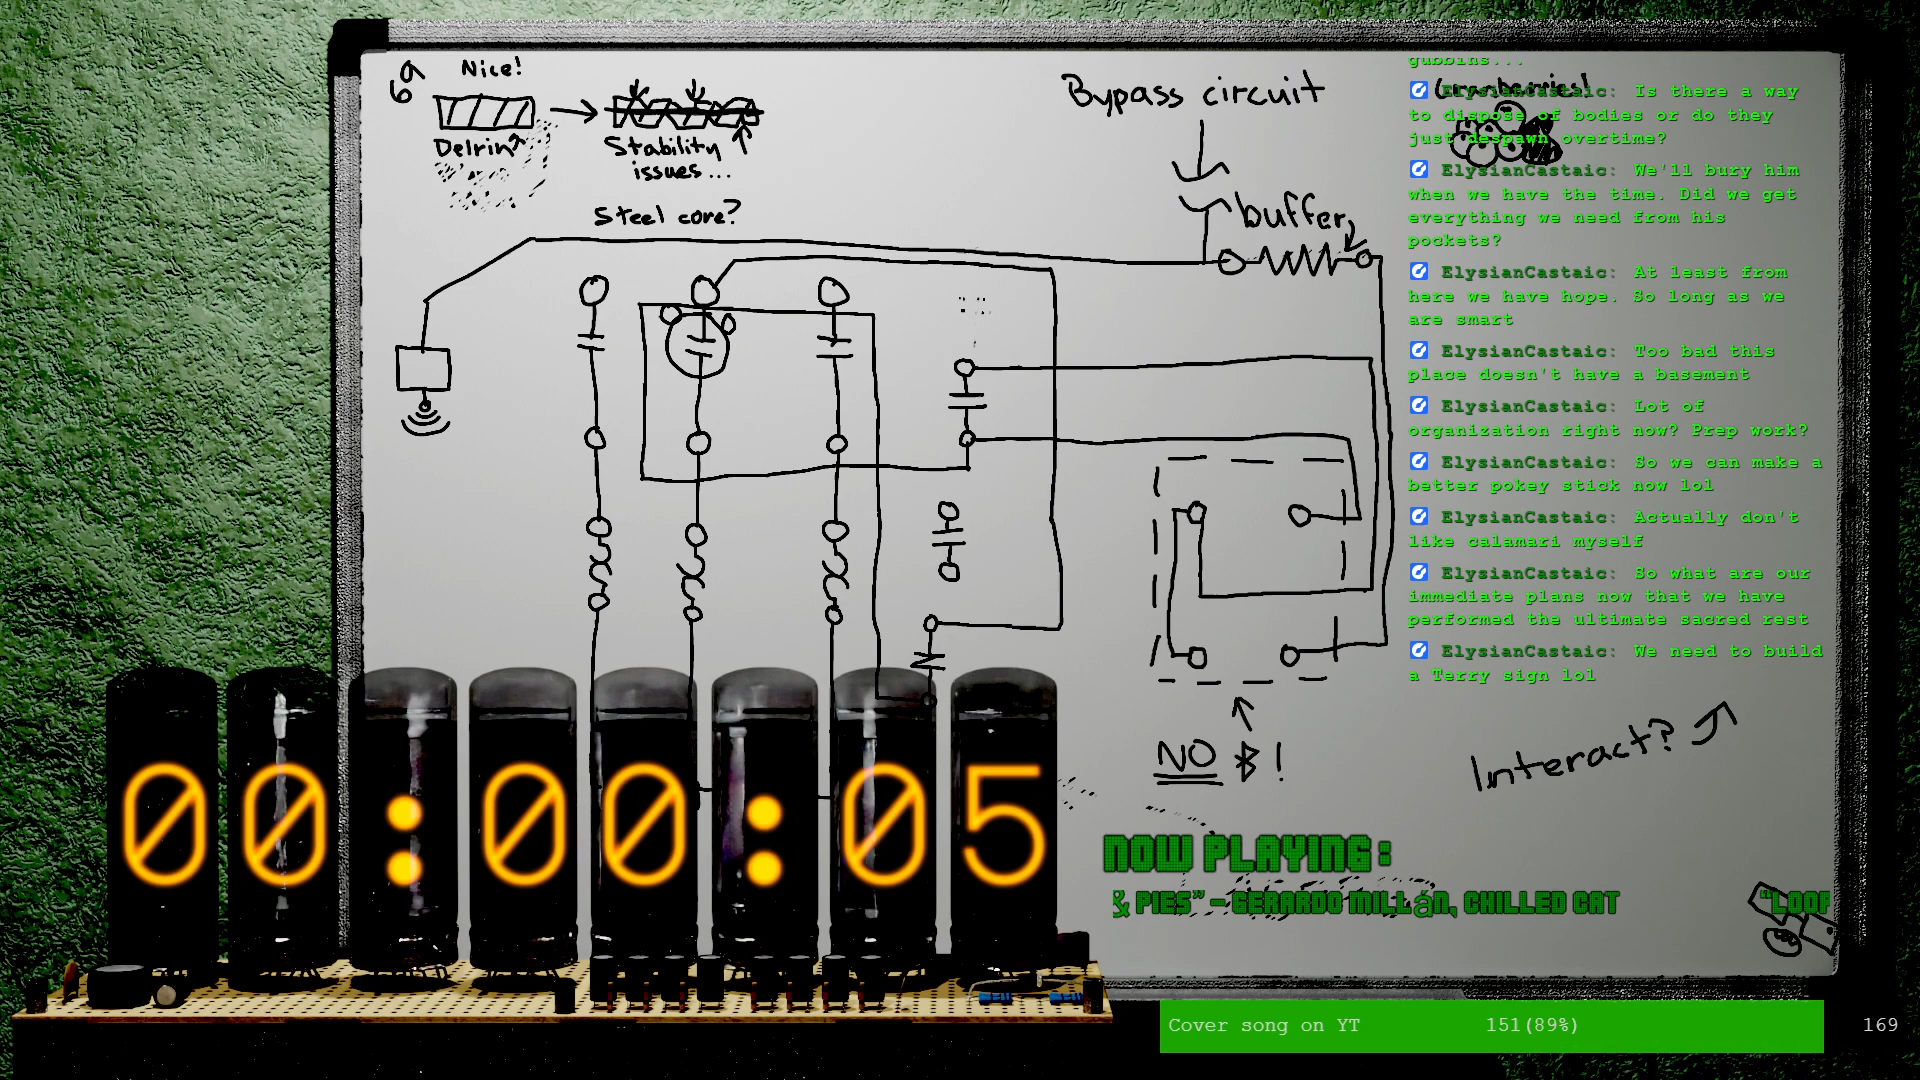 6a
Nice!
Delrin
Stability
issues...
Steel core?
Bypass circuit
buffer
gubbins...
ElysianCastaic: Is there a way
to dispose of bodies or do they
just despawn overtime?
ElysianCastaic: We'll bury him
when we have the time. Did we get
everything we need from his
pockets?
ElysianCastaic: At least from
here we have hope. So long as we
are smart
ElysianCastaic: Too bad this
place doesn't have a basement
ElysianCastaic: Lot of
organization right now? Prep work?
ElysianCastaic: So we can make a
better pokey stick now lol
ElysianCastaic: Actually don't
like calamari myself
ElysianCastaic: So what are our
immediate plans now that we have
performed the ultimate sacred rest
ElysianCastaic: We need to build
a Terry sign lol
NO !
Interact?
00:00:05
NOW PLAYING:
& PIES" - GERARDO MILLÁN, CHILLED CAT
"LOOP
Cover song on YT 151(89%) 169